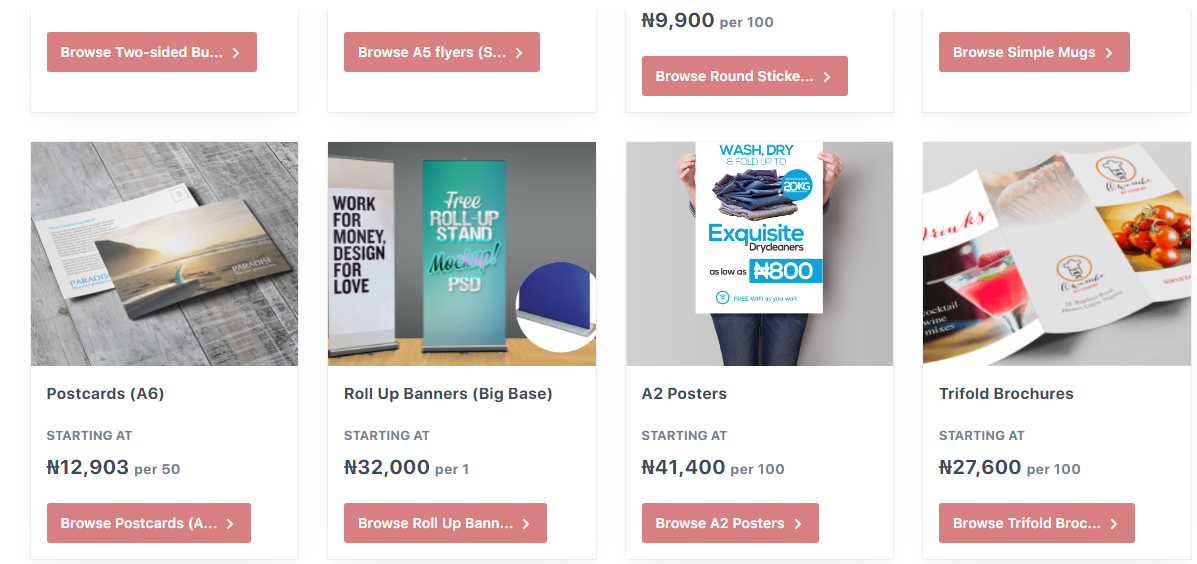 ₦9,900 per 100
Browse Two-sided Bu... >
Browse A5 flyers (S... >
Browse Round Sticke... >
Browse Simple Mugs >
PARADISE
PARADISE
WORK
FOR
MONEY,
DESIGN
FOR
LOVE
Free
ROLL-UP
STAND
Mockup!
PSD
WASH, DRY
& FOLD UP TO
20KG
Exquisite
Drycleaners
as low as ₦800
FREE WIFI as you wait
Drinks
cocktail
wine
mixes
Postcards (A6)
STARTING AT
₦12,903 per 50
Browse Postcards (A... >
Roll Up Banners (Big Base)
STARTING AT
₦32,000 per 1
Browse Roll Up Bann... >
A2 Posters
STARTING AT
₦41,400 per 100
Browse A2 Posters >
Trifold Brochures
STARTING AT
₦27,600 per 100
Browse Trifold Broc... >